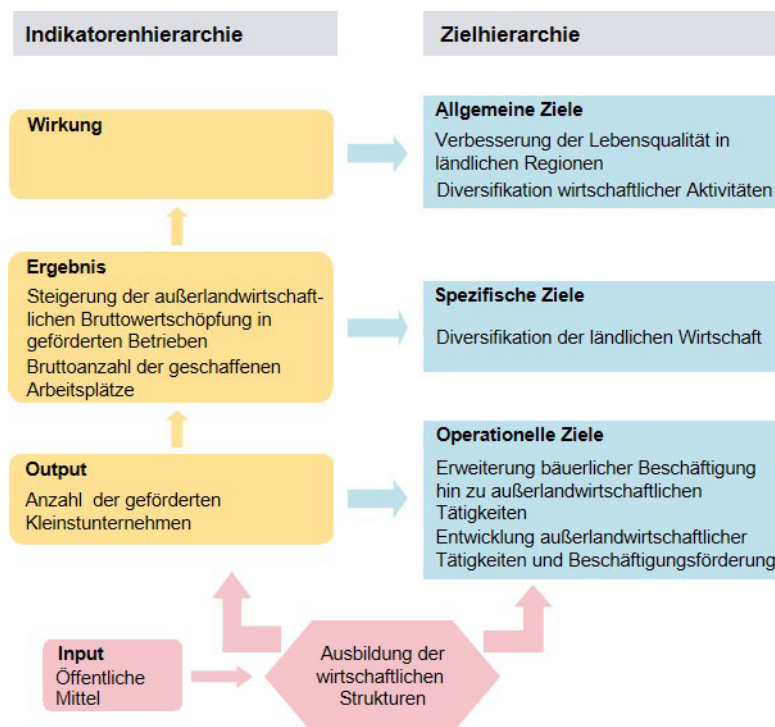 Indikatorenhierarchie
Zielhierarchie
Wirkung
Allgemeine Ziele
Verbesserung der Lebensqualität in
ländlichen Regionen
Diversifikation wirtschaftlicher Aktivitäten
Ergebnis
Steigerung der außerlandwirtschaft-
lichen Bruttowertschöpfung in
geförderten Betrieben
Bruttoanzahl der geschaffenen
Arbeitsplätze
Spezifische Ziele
Diversifikation der ländlichen Wirtschaft
Output
Anzahl der geförderten
Kleinstunternehmen
Operationelle Ziele
Erweiterung bäuerlicher Beschäftigung
hin zu außerlandwirtschaftlichen
Tätigkeiten
Entwicklung außerlandwirtschaftlicher
Tätigkeiten und Beschäftigungsförderung
Input
Öffentliche
Mittel
Ausbildung der
wirtschaftlichen
Strukturen